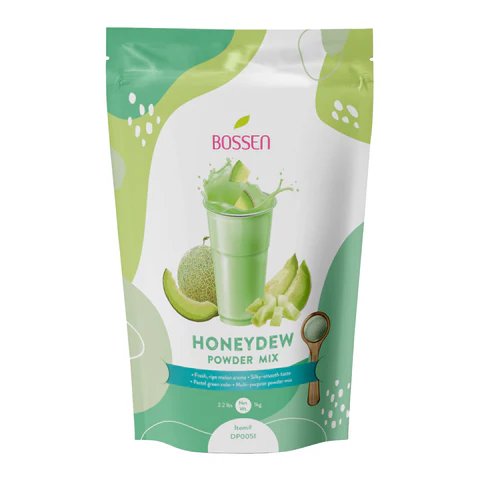 BOSSEN
HONEYDEW
POWDER MIX
• Fresh, ripe melon aroma • Silky-smooth taste
• Pastel green color • Multi-purpose powder mix
2.2 lbs Net Wt. 1kg
Item#
DP0051